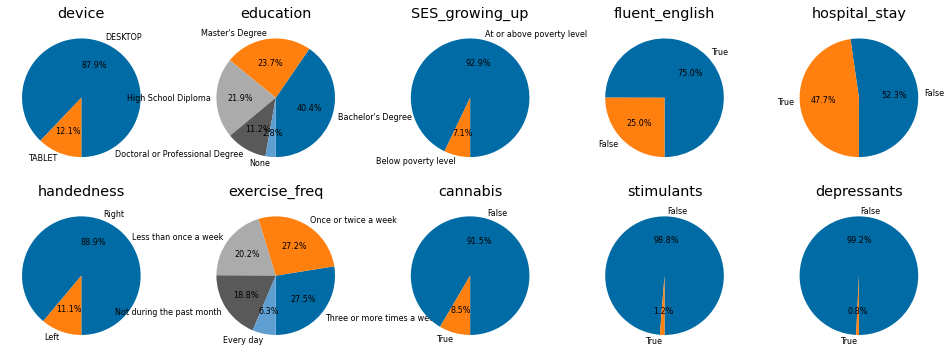 device
DESKTOP
87.9%
12.1%
TABLET
education
Master's Degree
23.7%
High School Diploma
21.9%
40.4%
Bachelor's Degree
11.2%
2.8%
Doctoral or Professional Degree
None
SES_growing_up
At or above poverty level
92.9%
7.1%
Below poverty level
fluent_english
True
75.0%
25.0%
False
hospital_stay
True
47.7%
52.3%
False
handedness
Right
88.9%
11.1%
Left
exercise_freq
Once or twice a week
Less than once a week
27.2%
20.2%
18.8%
27.5%
6.3%
Not during the past month
Three or more times a we
Every day
cannabis
False
91.5%
8.5%
True
stimulants
False
98.8%
1.2%
True
depressants
False
99.2%
0.8%
True